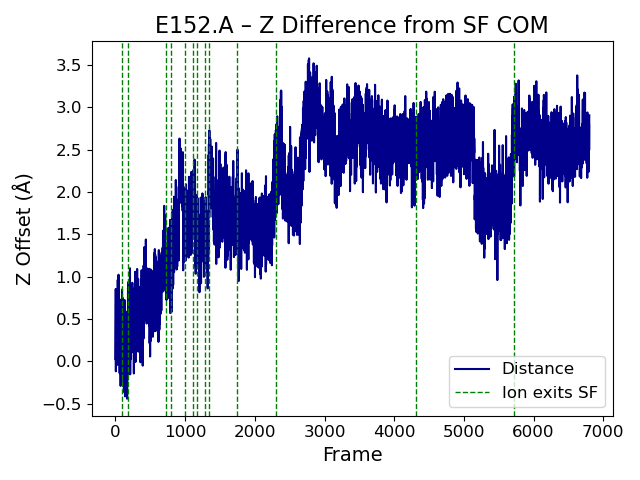 E152.A – Z Difference from SF COM
3.5
3.0
2.5
2.0
1.5
1.0
0.5
0.0
−0.5
Z Offset (Å)
0 1000 2000 3000 4000 5000 6000 7000
Frame
Distance
Ion exits SF